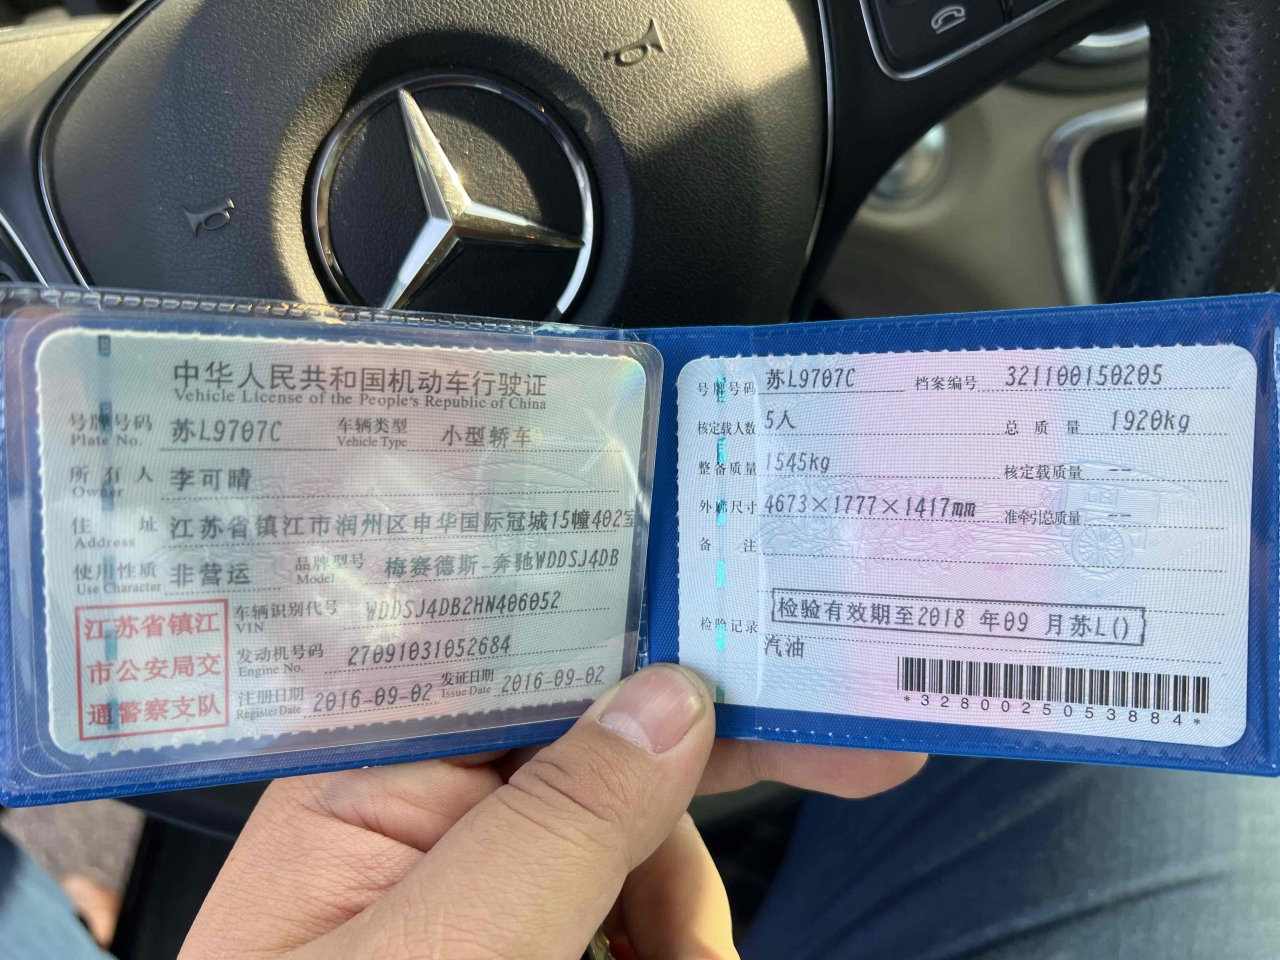 中华人民共和国机动车行驶证
Vehicle License of the People's Republic of China
号牌号码 苏L9707C 车辆类型 小型轿车
Plate No. Vehicle Type
所有人 李可晴
Owner
住址 江苏省镇江市润州区申华国际冠城15幢402室
Address
使用性质 非营运 品牌型号 梅赛德斯-奔驰WDDSJ4DB
Use Character Model
江苏省镇江
市公安局交
通警察支队
车辆识别代号 WDDSJ4DB2HN406052
VIN
发动机号码 27091031052684
Engine No.
注册日期 2016-09-02 发证日期 2016-09-02
Register Date Issue Date
号牌号码 苏L9707C 档案编号 321100150205
核定载人数 5人 总质量 1920kg
整备质量 1545kg 核定载质量 --
外廓尺寸 4673×1777×1417mm 准牵引总质量 --
备注
检验记录 检验有效期至2018 年09 月苏L()
汽油
*3280025053884*